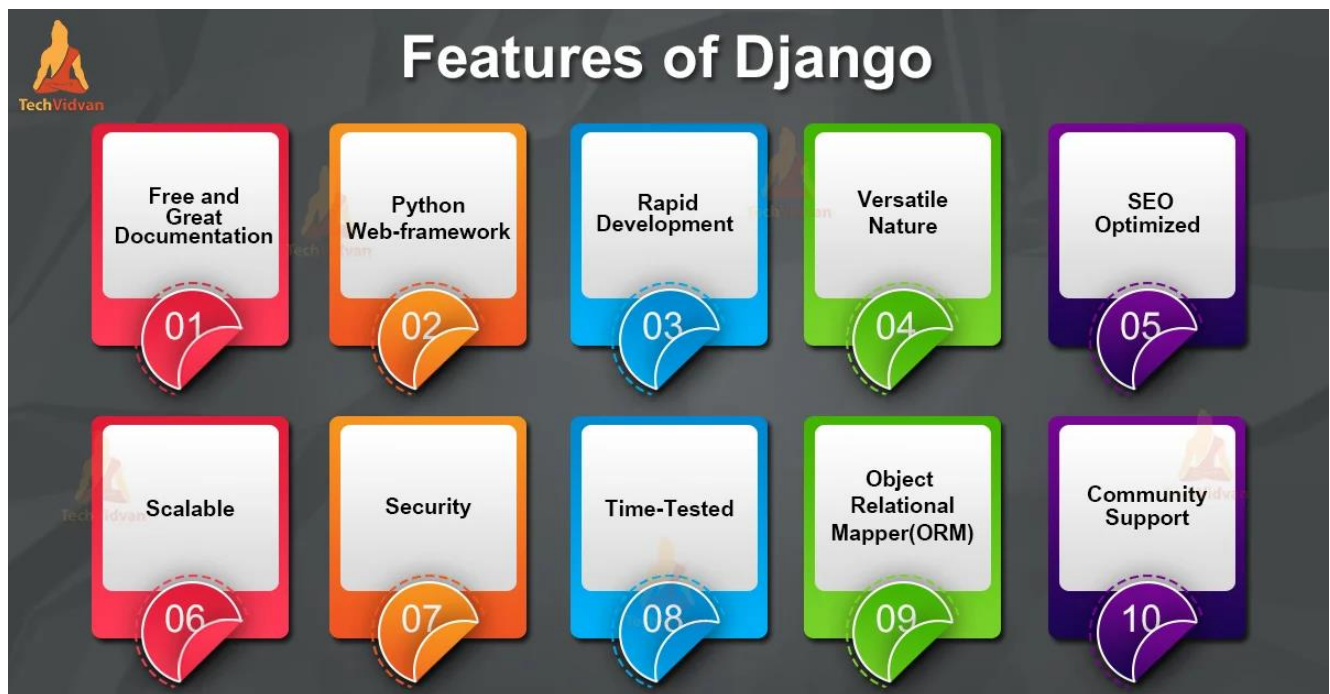 TechVidvan
Features of Django
Free and
Great
Documentation
01
Python
Web-framework
02
Rapid
Development
03
Versatile
Nature
04
SEO
Optimized
05
Scalable
06
Security
07
Time-Tested
08
Object
Relational
Mapper(ORM)
09
Community
Support
10